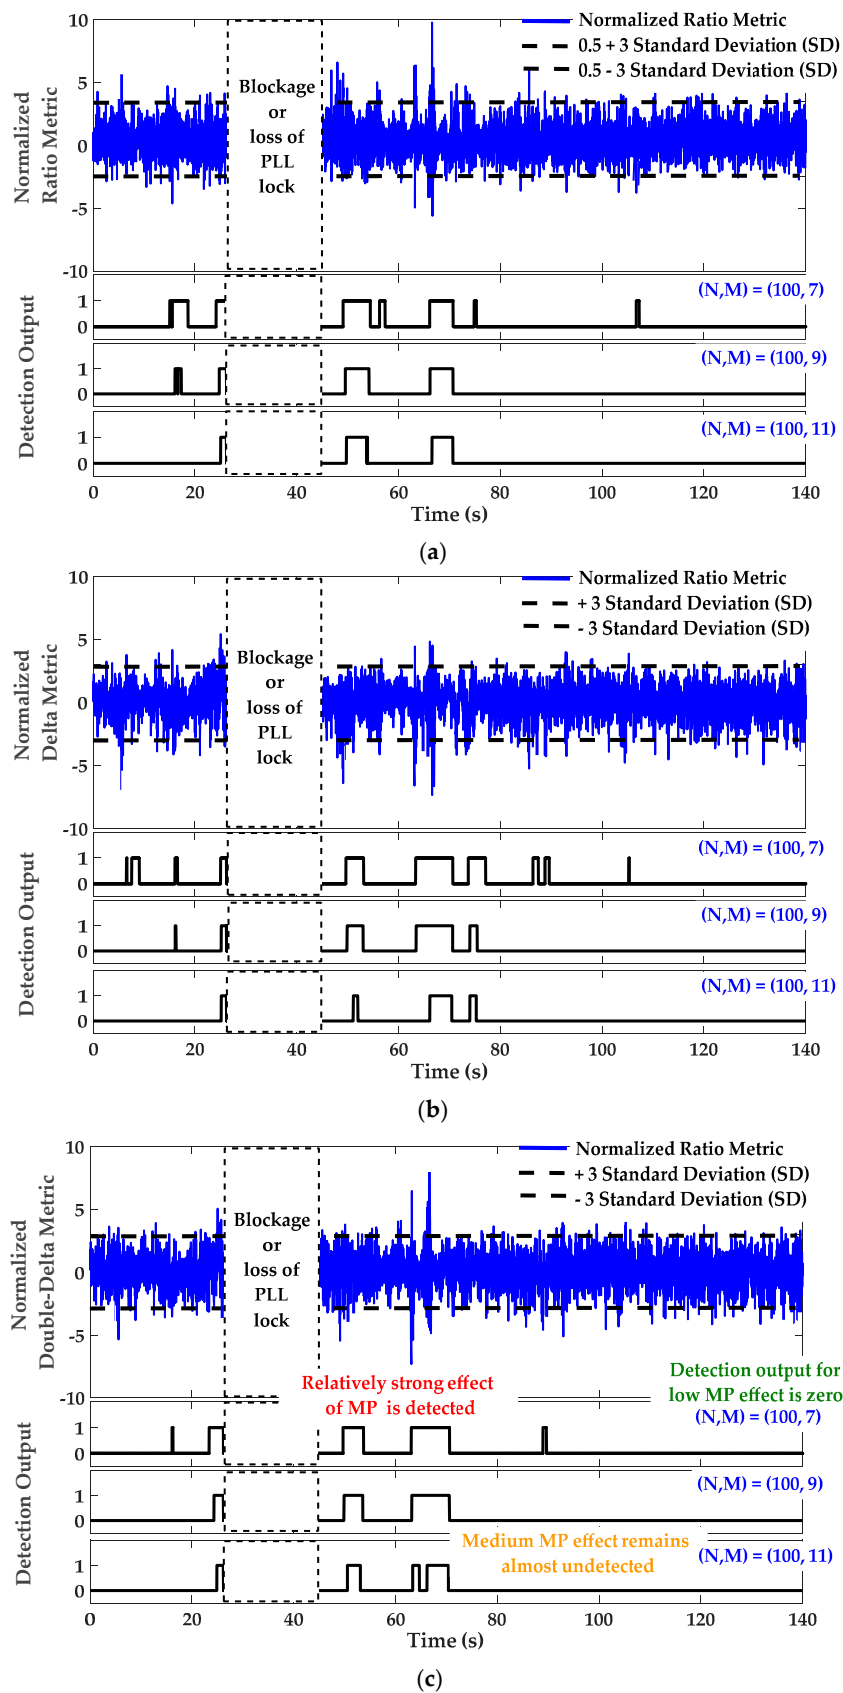 Normalized Ratio Metric
0.5 + 3 Standard Deviation (SD)
0.5 - 3 Standard Deviation (SD)
10
5
0
-5
-10
Normalized
Ratio Metric
Blockage
or
loss of
PLL
lock
(N,M) = (100, 7)
1
0
(N,M) = (100, 9)
1
0
(N,M) = (100, 11)
1
0
Detection Output
0 20 40 60 80 100 120 140
Time (s)
(a)
Normalized Ratio Metric
+ 3 Standard Deviation (SD)
- 3 Standard Deviation (SD)
10
5
0
-5
-10
Normalized
Delta Metric
Blockage
or
loss of
PLL
lock
(N,M) = (100, 7)
1
0
(N,M) = (100, 9)
1
0
(N,M) = (100, 11)
1
0
Detection Output
0 20 40 60 80 100 120 140
Time (s)
(b)
Normalized Ratio Metric
+ 3 Standard Deviation (SD)
- 3 Standard Deviation (SD)
10
5
0
-5
-10
Normalized
Double-Delta Metric
Blockage
or
loss of
PLL
lock
Relatively strong effect
of MP is detected
Detection output for
low MP effect is zero
(N,M) = (100, 7)
1
0
(N,M) = (100, 9)
1
0
Medium MP effect remains
almost undetected
(N,M) = (100, 11)
1
0
Detection Output
0 20 40 60 80 100 120 140
Time (s)
(c)